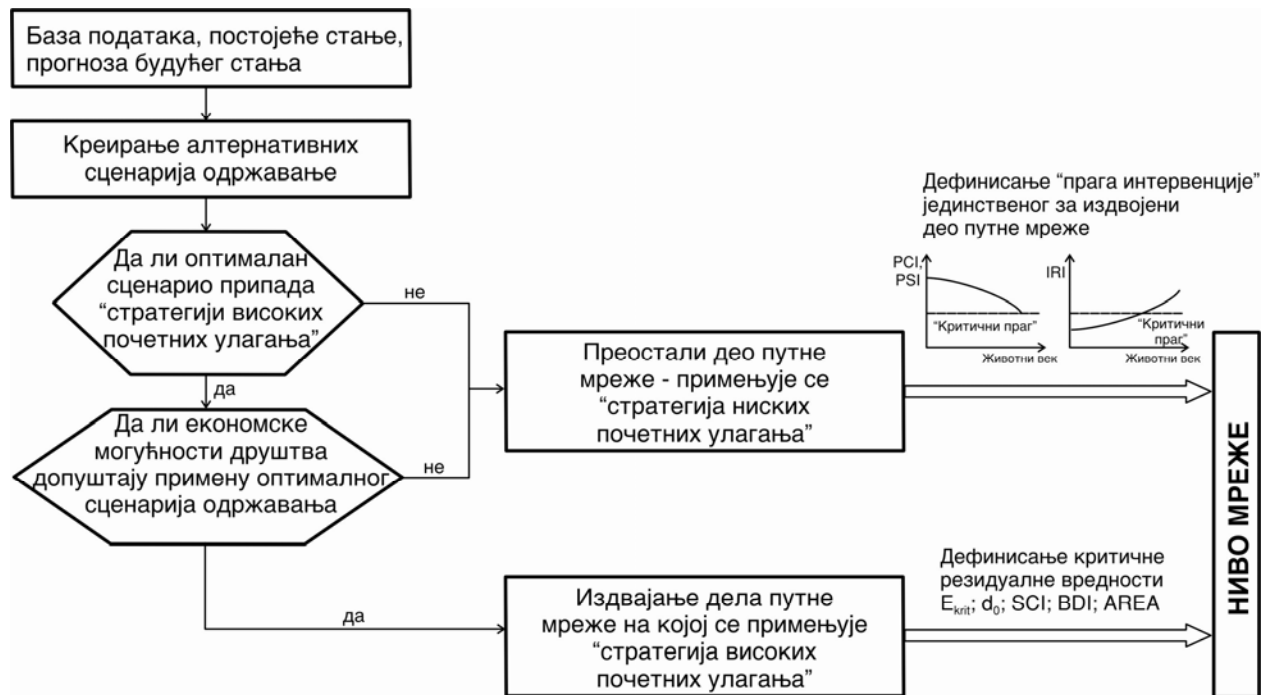 База података, постојеће стање,
прогноза будућег стања
Креирање алтернативних
сценарија одржавање
Да ли оптималан
сценарио припада
“стратегији високих
почетних улагања”
не
да
Да ли економске
могућности друштва
допуштају примену оптималног
сценарија одржавања
не
да
Преостали део путне
мреже - примењује се
“стратегија ниских
почетних улагања”
Дефинисање “прага интервенције”
јединственог за издвојени
део путне мреже
PCI,
PSI
“Критични праг”
Животни век
IRI
“Критични
праг”
Животни век
Издвајање дела путне
мреже на којој се примењује
“стратегија високих
почетних улагања”
Дефинисање критичне
резидуалне вредности
E_krit; d_0; SCI; BDI; AREA
НИВО МРЕЖЕ